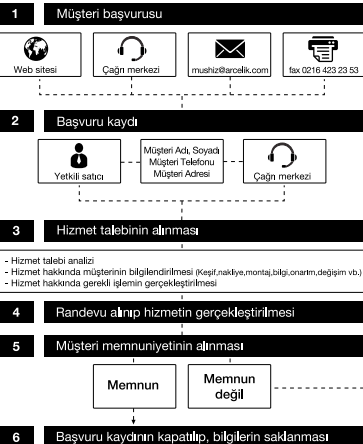 1 Müşteri başvurusu
Web sitesi
Çağrı merkezi
mushiz@arcelik.com
fax 0216 423 23 53
2 Başvuru kaydı
Yetkili satıcı
Müşteri Adı, Soyadı
Müşteri Telefonu
Müşteri Adresi
Çağrı merkezi
3 Hizmet talebinin alınması
- Hizmet talebi analizi
- Hizmet hakkında müşterinin bilgilendirilmesi (Keşif,nakliye,montaj,bilgi,onarım,değişim vb.)
- Hizmet hakkında gerekli işlemin gerçekleştirilmesi
4 Randevu alınıp hizmetin gerçekleştirilmesi
5 Müşteri memnuniyetinin alınması
Memnun
Memnun
değil
6 Başvuru kaydının kapatılıp, bilgilerin saklanması